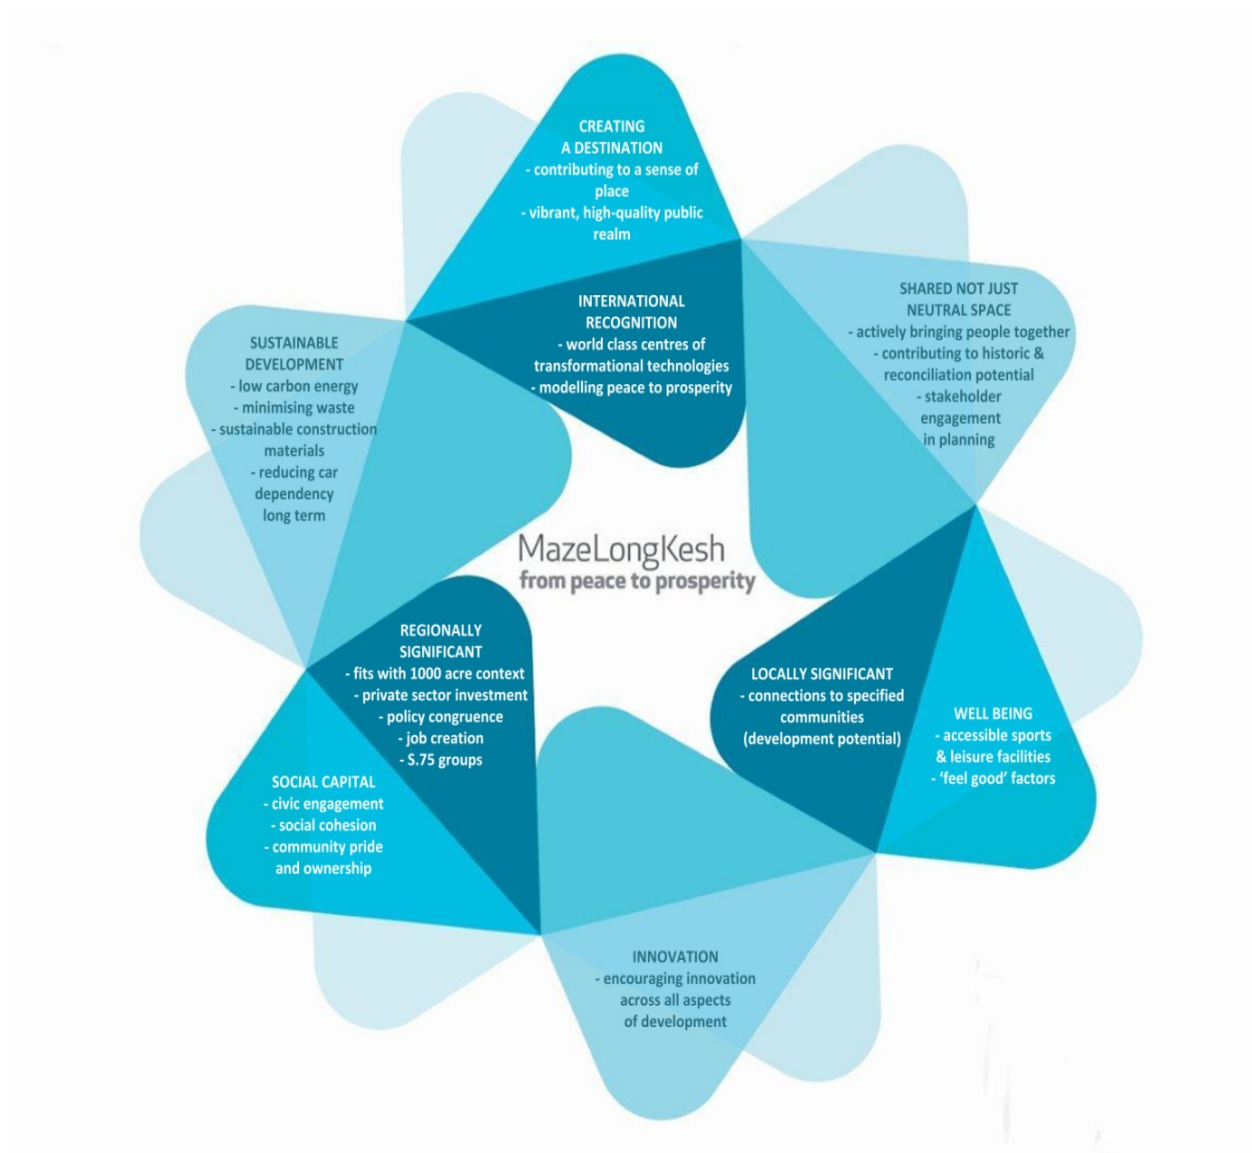 CREATING
A DESTINATION
- contributing to a sense of
place
- vibrant, high-quality public
realm
INTERNATIONAL
RECOGNITION
- world class centres of
transformational technologies
- modelling peace to prosperity
SHARED NOT JUST
NEUTRAL SPACE
- actively bringing people together
- contributing to historic &
reconciliation potential
- stakeholder
engagement
in planning
SUSTAINABLE
DEVELOPMENT
- low carbon energy
- minimising waste
- sustainable construction
materials
- reducing car
dependency
long term
MazeLongKesh
from peace to prosperity
REGIONALLY
SIGNIFICANT
- fits with 1000 acre context
- private sector investment
- policy congruence
- job creation
- S.75 groups
LOCALLY SIGNIFICANT
- connections to specified
communities
(development potential)
WELL BEING
- accessible sports
& leisure facilities
- ‘feel good’ factors
SOCIAL CAPITAL
- civic engagement
- social cohesion
- community pride
and ownership
INNOVATION
- encouraging innovation
across all aspects
of development